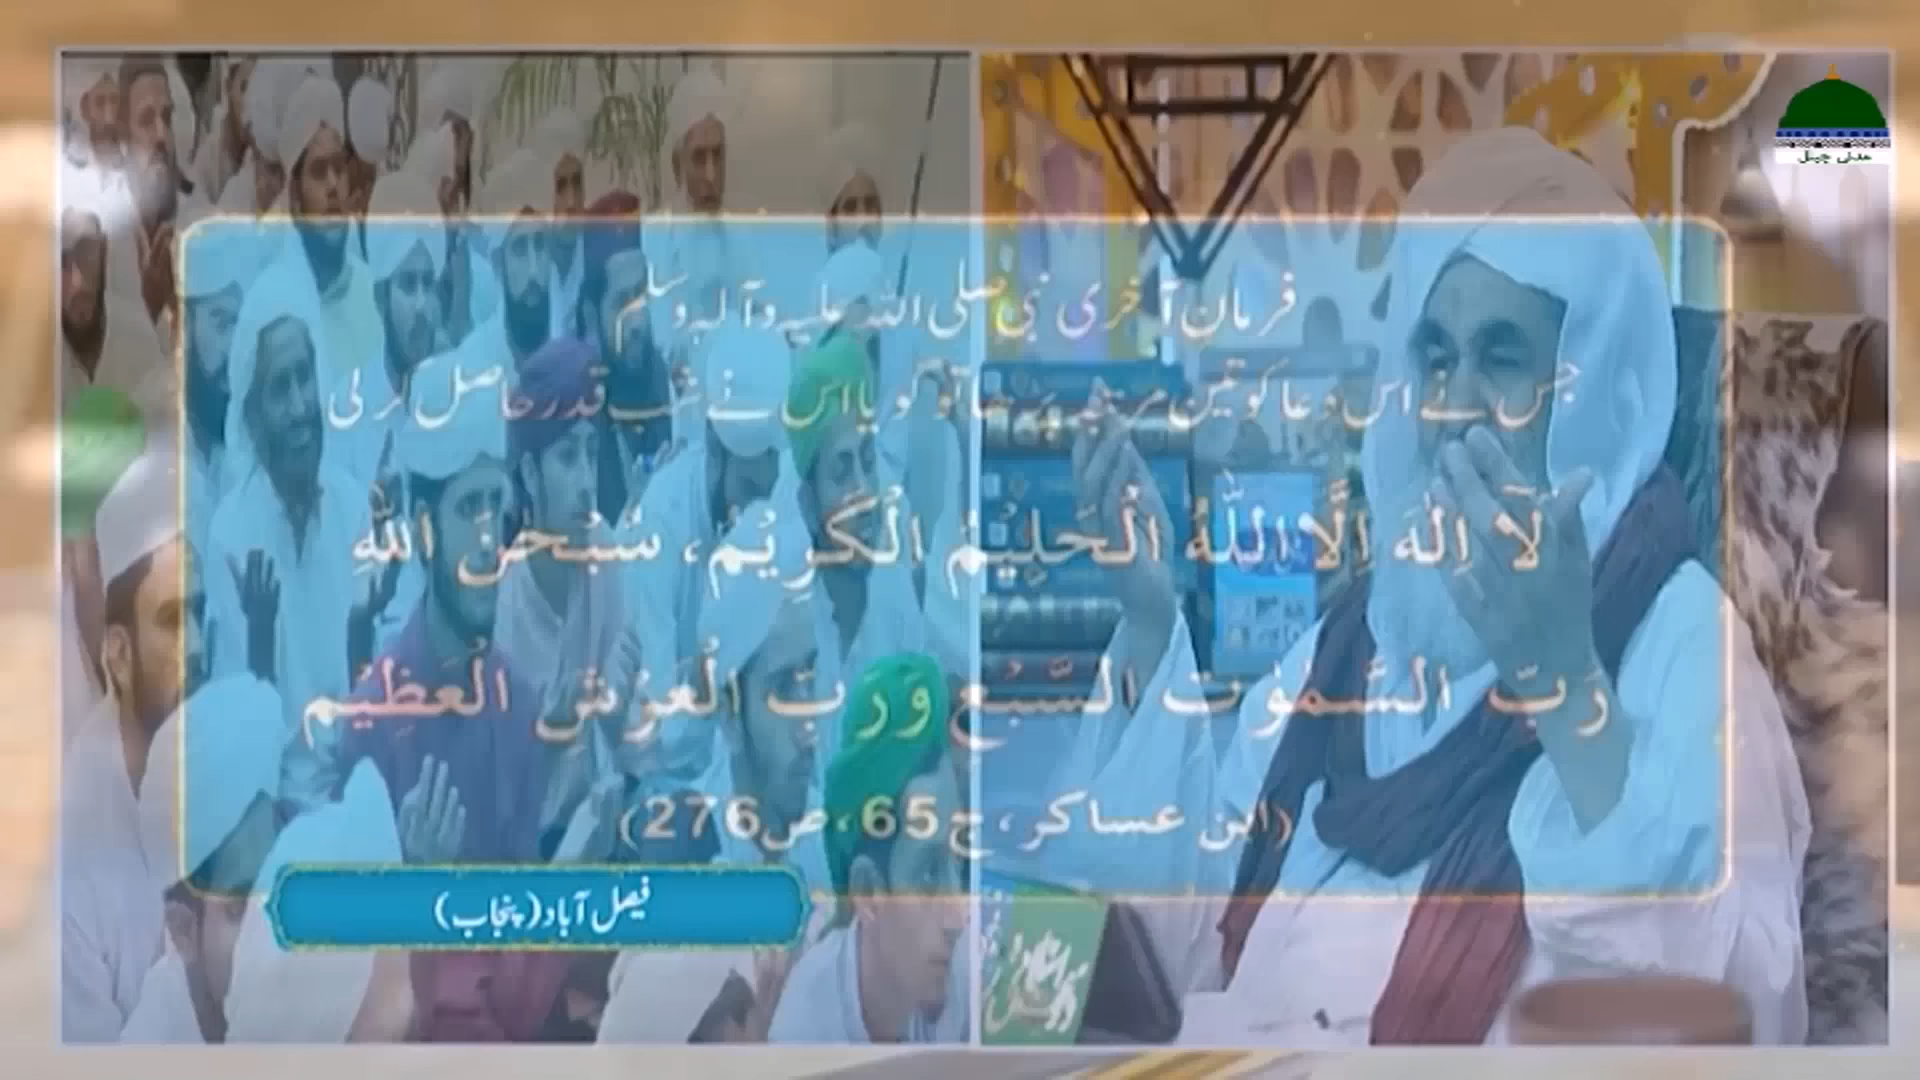 مدنی چینل
فرمان آخری نبی صلی اللہ علیہ وآلہ وسلم
جس نے اس دعا کو تین مرتبہ پڑھا تو گویا اس نے شب قدر حاصل کر لی
لَآ اِلٰهَ اِلَّا اللّٰهُ الْحَلِيْمُ الْكَرِيْمُ، سُبْحٰنَ اللّٰهِ
رَبِّ السَّمٰوٰتِ السَّبْعِ وَرَبِّ الْعَرْشِ الْعَظِيْم
(ابن عساکر، ج65، ص276)
فیصل آباد (پنجاب)